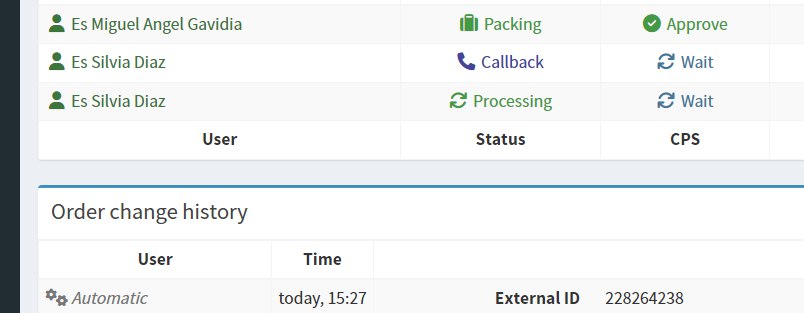 Es Miguel Angel Gavidia Packing Approve
Es Silvia Diaz Callback Wait
Es Silvia Diaz Processing Wait
User Status CPS
Order change history
User Time
Automatic today, 15:27 External ID 228264238